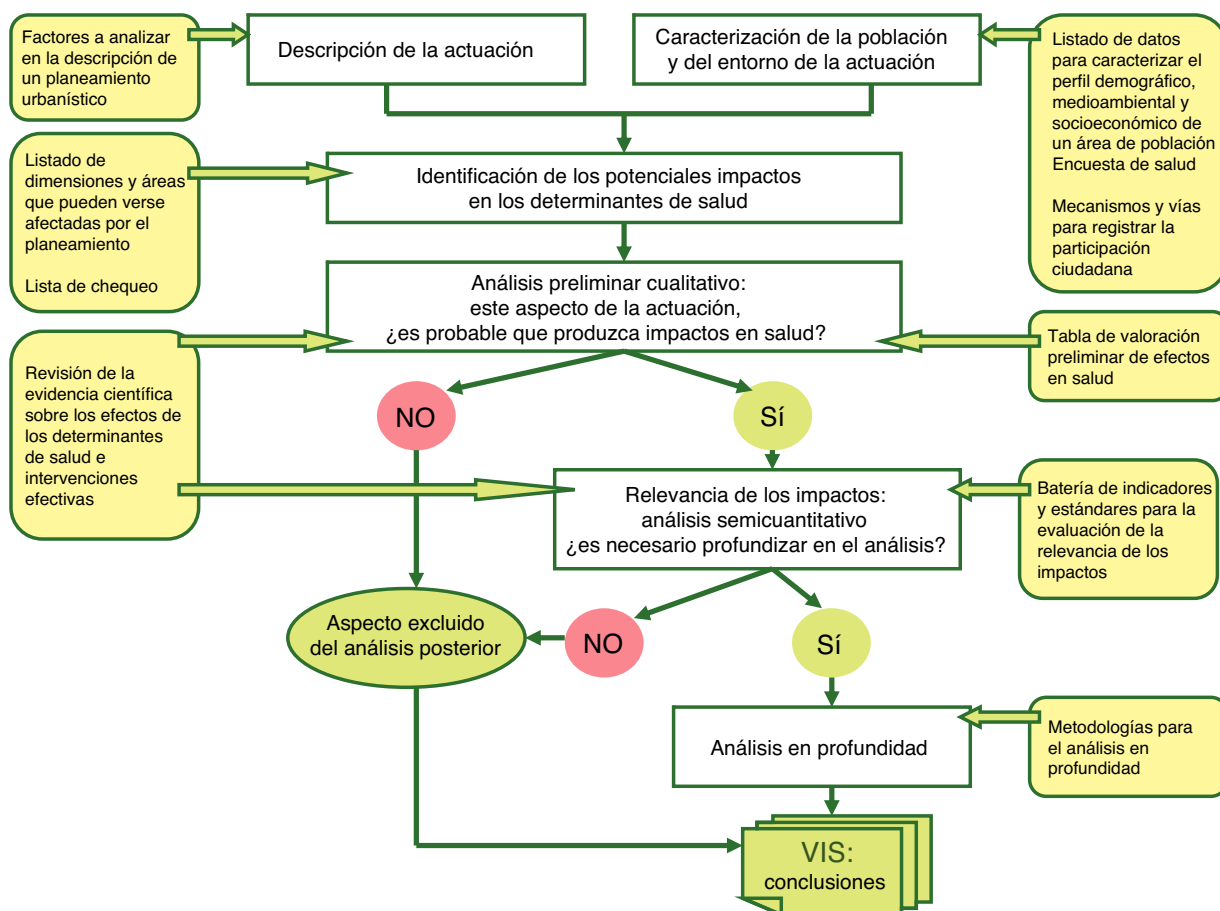 Factores a analizar
en la descripción de
un planeamiento
urbanístico
Descripción de la actuación
Caracterización de la población
y del entorno de la actuación
Listado de datos
para caracterizar el
perfil demográfico,
medioambiental y
socioeconómico de
un área de población
Encuesta de salud
Mecanismos y vías
para registrar la
participación
ciudadana
Listado de
dimensiones y áreas
que pueden verse
afectadas por el
planeamiento
Lista de chequeo
Identificación de los potenciales impactos
en los determinantes de salud
Análisis preliminar cualitativo:
este aspecto de la actuación,
¿es probable que produzca impactos en salud?
Tabla de valoración
preliminar de efectos
en salud
Revisión de la
evidencia científica
sobre los efectos de
los determinantes
de salud e
intervenciones
efectivas
NO
Sí
Relevancia de los impactos:
análisis semicuantitativo
¿es necesario profundizar en el análisis?
Batería de indicadores
y estándares para la
evaluación de la
relevancia de los
impactos
Aspecto excluido
del análisis posterior
NO
Sí
Análisis en profundidad
Metodologías para
el análisis en
profundidad
VIS:
conclusiones